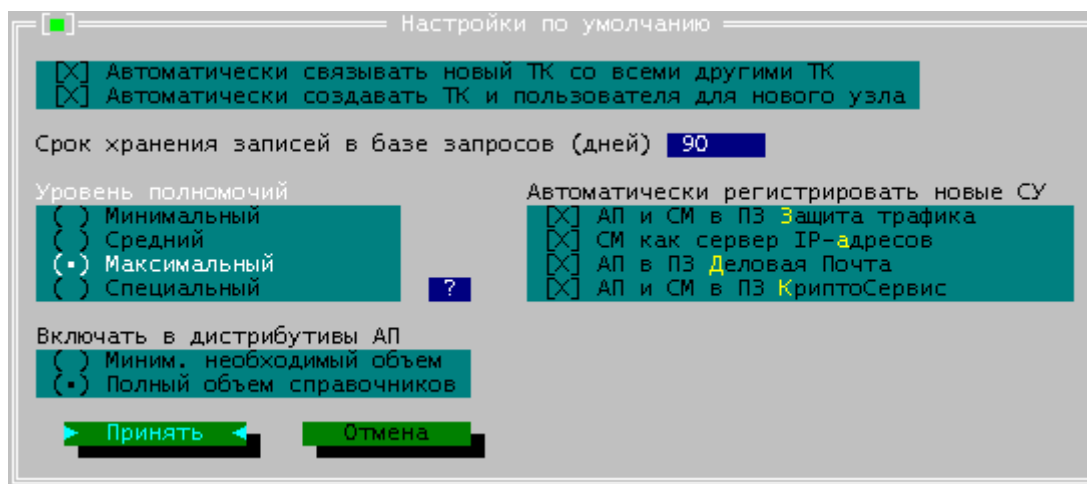 [■] Настройки по умолчанию
[X] Автоматически связывать новый ТК со всеми другими ТК
[X] Автоматически создавать ТК и пользователя для нового узла
Срок хранения записей в базе запросов (дней) 90
Уровень полномочий
( ) Минимальный
( ) Средний
(•) Максимальный
( ) Специальный
?
Автоматически регистрировать новые СУ
[X] АП и СМ в ПЗ Защита трафика
[X] СМ как сервер IP-адресов
[X] АП в ПЗ Деловая Почта
[X] АП и СМ в ПЗ КриптоСервис
Включать в дистрибутивы АП
( ) Миним. необходимый объем
(•) Полный объем справочников
► Принять ◄ Отмена